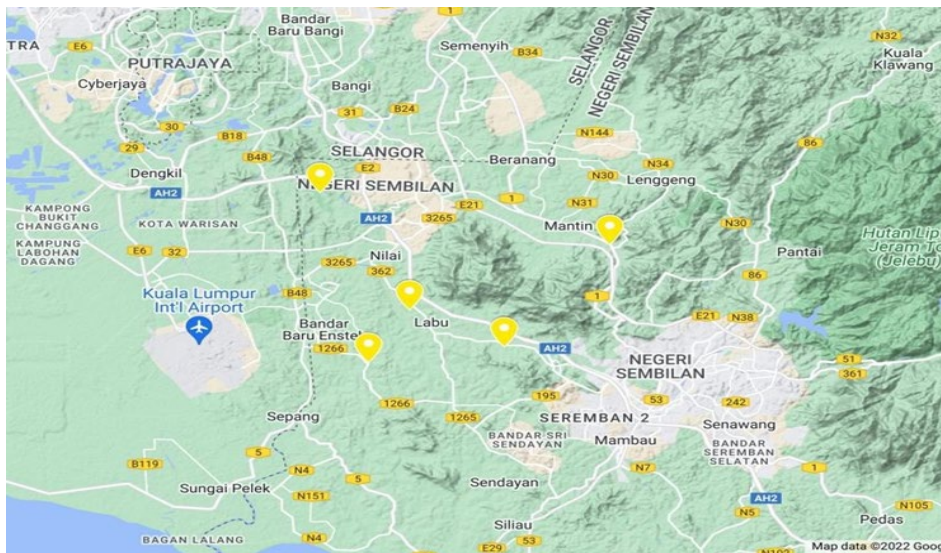 TRA
E6
PUTRAJAYA
Cyberjaya
Bandar
Baru Bangi
Bangi
1
Semenyih
B34
SELANGOR
NEGERI SEMBILAN
N32
Kuala
Klawang
30
29
B18
31
B24
N144
86
Dengkil
B48
SELANGOR
E2
NEGERI SEMBILAN
Beranang
N34
N30
Lenggeng
AH2
KAMPONG
BUKIT
CHANGGANG
KOTA WARISAN
AH2
3265
E21
1
N31
Mantin
N30
Pantai
Hutan Lip
Jeram To
(Jelebu)
KAMPUNG
LABOHAN
DAGANG
E6
32
3265
Nilai
362
86
Kuala Lumpur
Int'l Airport
B48
1
Bandar
Baru Enste
1266
Labu
E21
N38
AH2
NEGERI
SEMBILAN
51
361
1266
1265
195
53
242
Sepang
SEREMBAN 2
Senawang
BANDAR SRI
SENDAYAN
Mambau
BANDAR
SEREMBAN
SELATAN
B119
5
N4
5
N7
1
Sungai Pelek
N151
Sendayan
AH2
N5
N105
Siliau
Pedas
BAGAN LALANG
N4
E29
53
N102
Map data ©2022 Goog